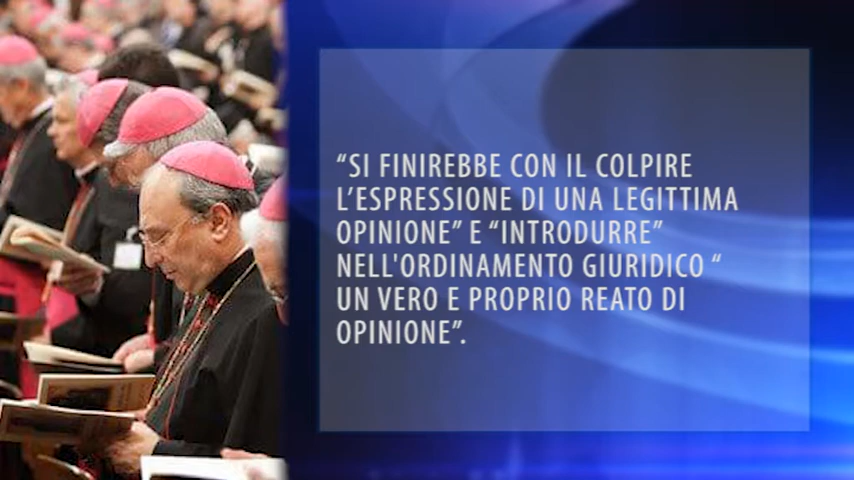 “SI FINIREBBE CON IL COLPIRE
L’ESPRESSIONE DI UNA LEGITTIMA
OPINIONE” E “INTRODURRE”
NELL'ORDINAMENTO GIURIDICO “
UN VERO E PROPRIO REATO DI
OPINIONE”.